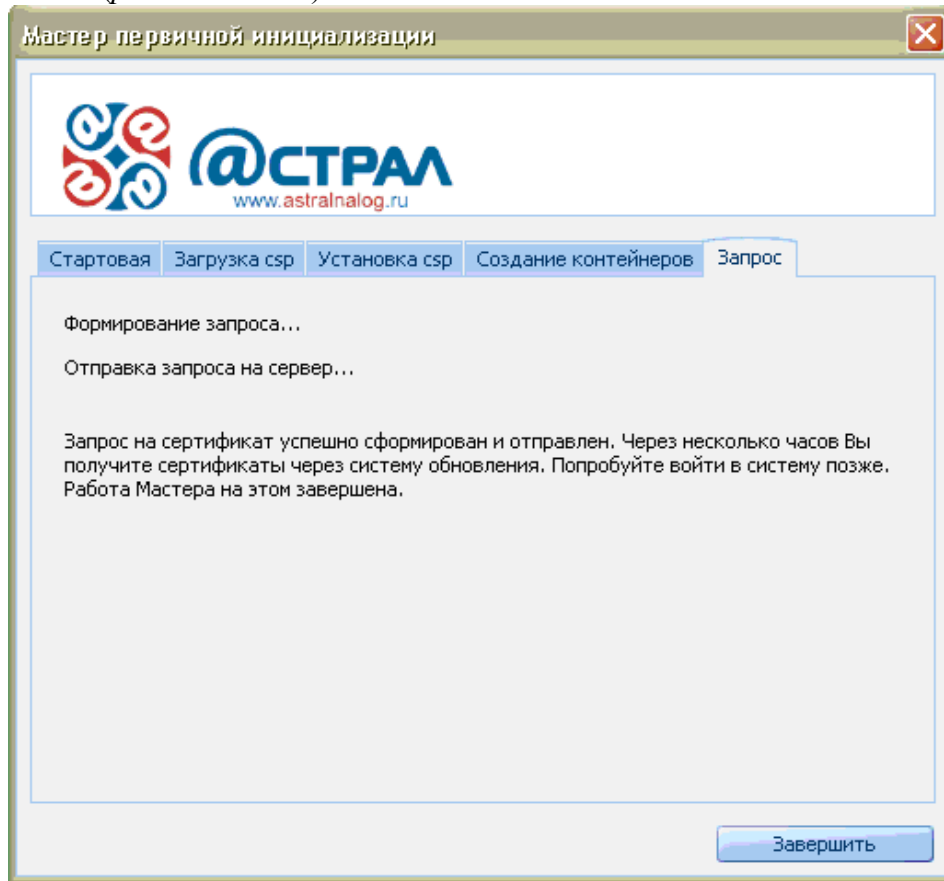 Мастер первичной инициализации
@СТРАЛ
www.astralnalog.ru
Стартовая Загрузка csp Установка csp Создание контейнеров Запрос
Формирование запроса...
Отправка запроса на сервер...
Запрос на сертификат успешно сформирован и отправлен. Через несколько часов Вы
получите сертификаты через систему обновления. Попробуйте войти в систему позже.
Работа Мастера на этом завершена.
Завершить